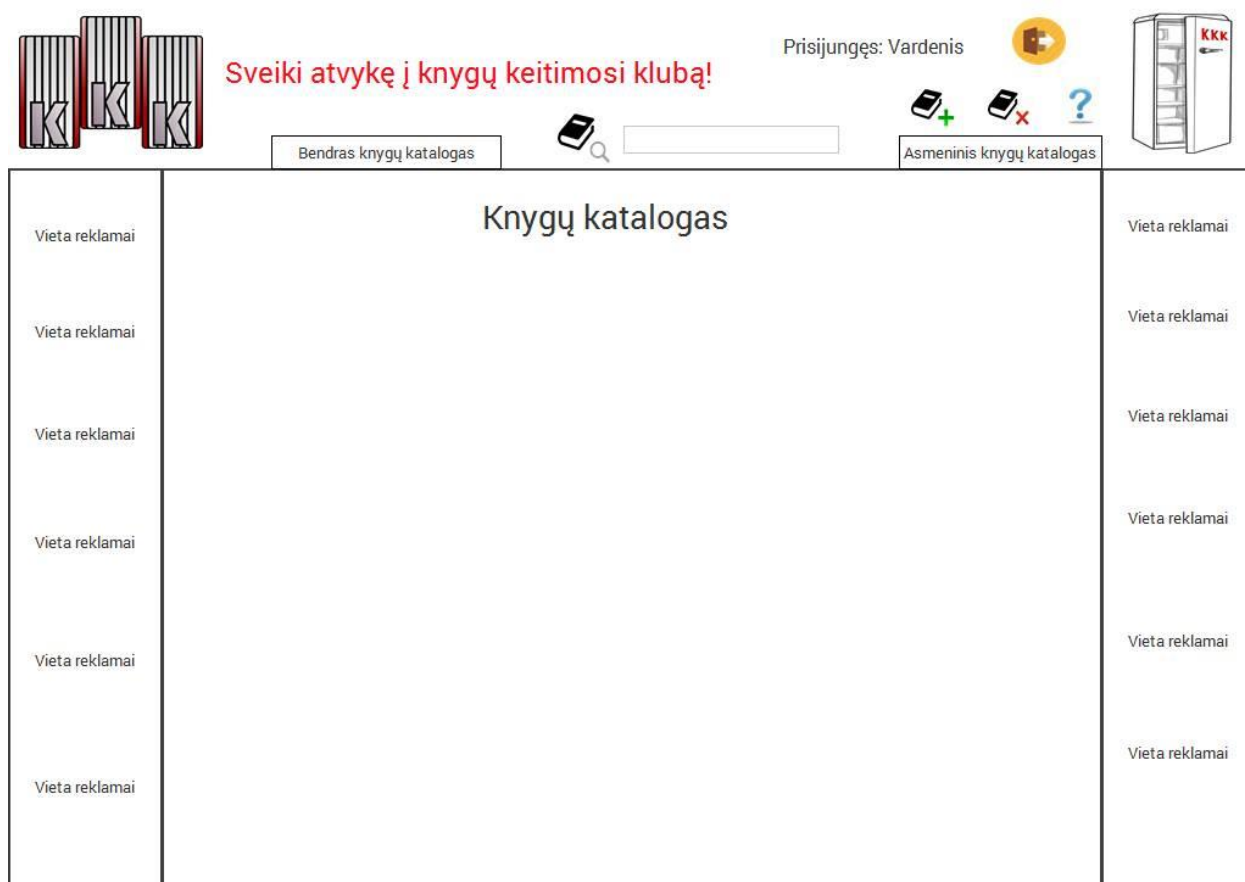 K K K
Sveiki atvykę į knygų keitimosi klubą!
Prisijungęs: Vardenis
KKK
?
Bendras knygų katalogas
Asmeninis knygų katalogas
Knygų katalogas
Vieta reklamai
Vieta reklamai
Vieta reklamai
Vieta reklamai
Vieta reklamai
Vieta reklamai
Vieta reklamai
Vieta reklamai
Vieta reklamai
Vieta reklamai
Vieta reklamai
Vieta reklamai